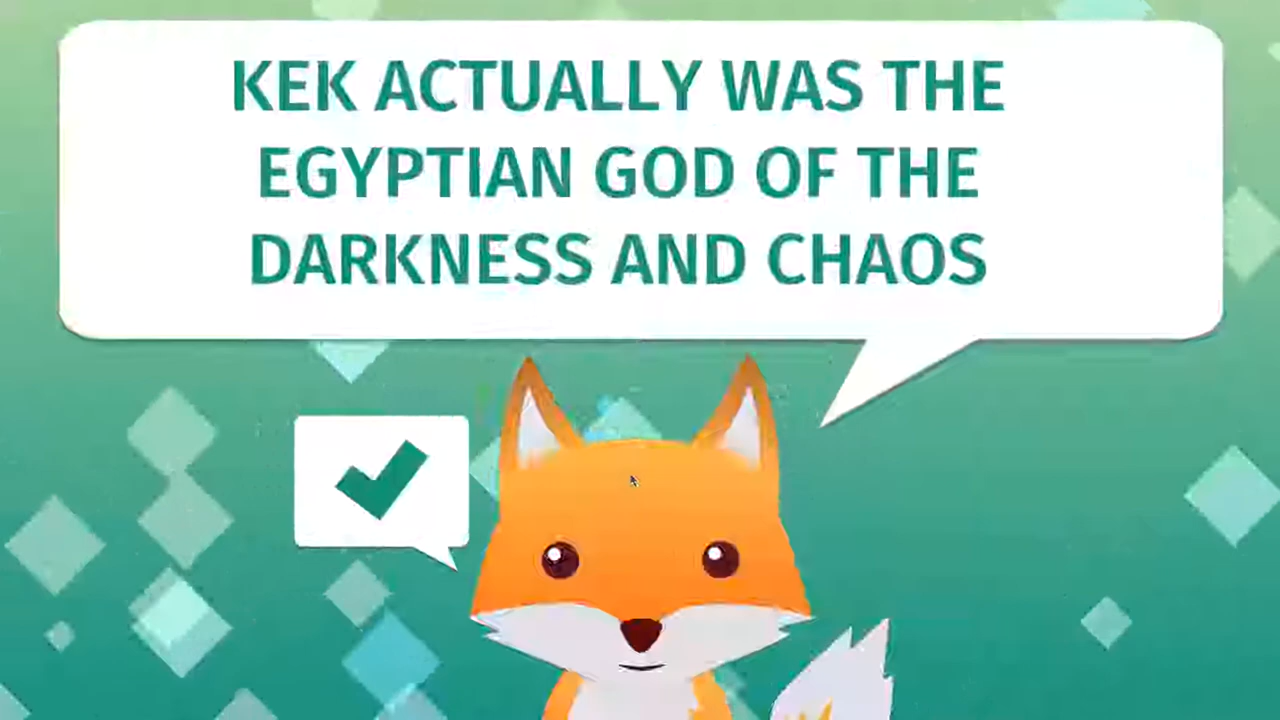 KEK ACTUALLY WAS THE
EGYPTIAN GOD OF THE
DARKNESS AND CHAOS